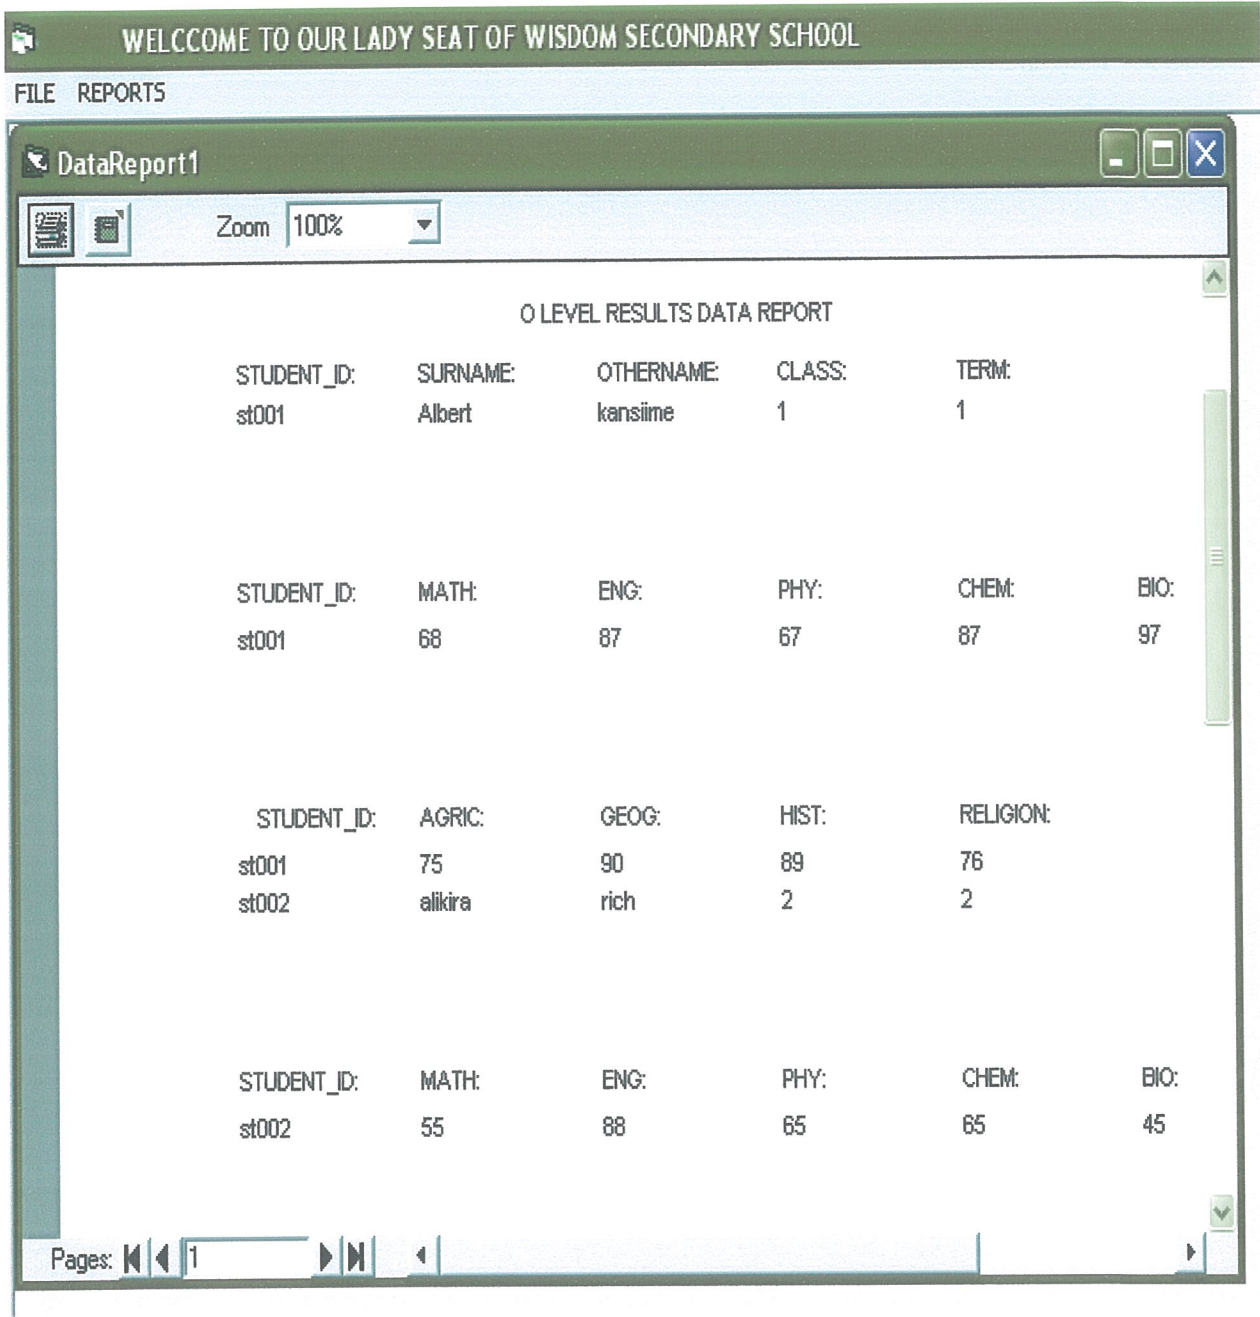 WELCCOME TO OUR LADY SEAT OF WISDOM SECONDARY SCHOOL
FILE REPORTS
DataReport1
Zoom 100%
O LEVEL RESULTS DATA REPORT
STUDENT_ID: SURNAME: OTHERNAME: CLASS: TERM:
st001 Albert kansiime 1 1
STUDENT_ID: MATH: ENG: PHY: CHEM: BIO:
st001 68 87 67 87 97
STUDENT_ID: AGRIC: GEOG: HIST: RELIGION:
st001 75 90 89 76
st002 alikira rich 2 2
STUDENT_ID: MATH: ENG: PHY: CHEM: BIO:
st002 55 88 65 65 45
Pages: 1